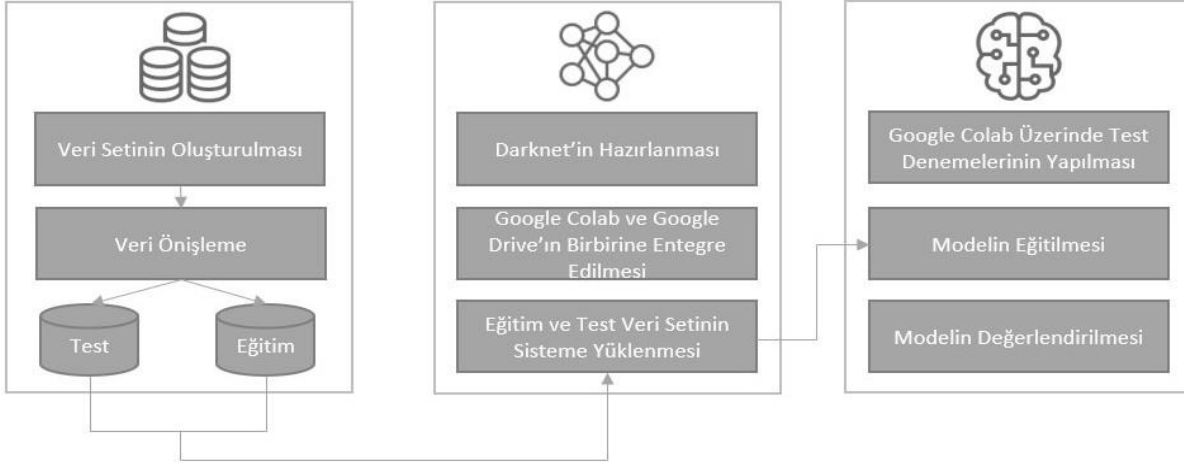 Veri Setinin Oluşturulması
Veri Önişleme
Test
Eğitim
Darknet’in Hazırlanması
Google Colab ve Google
Drive’ın Birbirine Entegre
Edilmesi
Eğitim ve Test Veri Setinin
Sisteme Yüklenmesi
Google Colab Üzerinde Test
Denemelerinin Yapılması
Modelin Eğitilmesi
Modelin Değerlendirilmesi